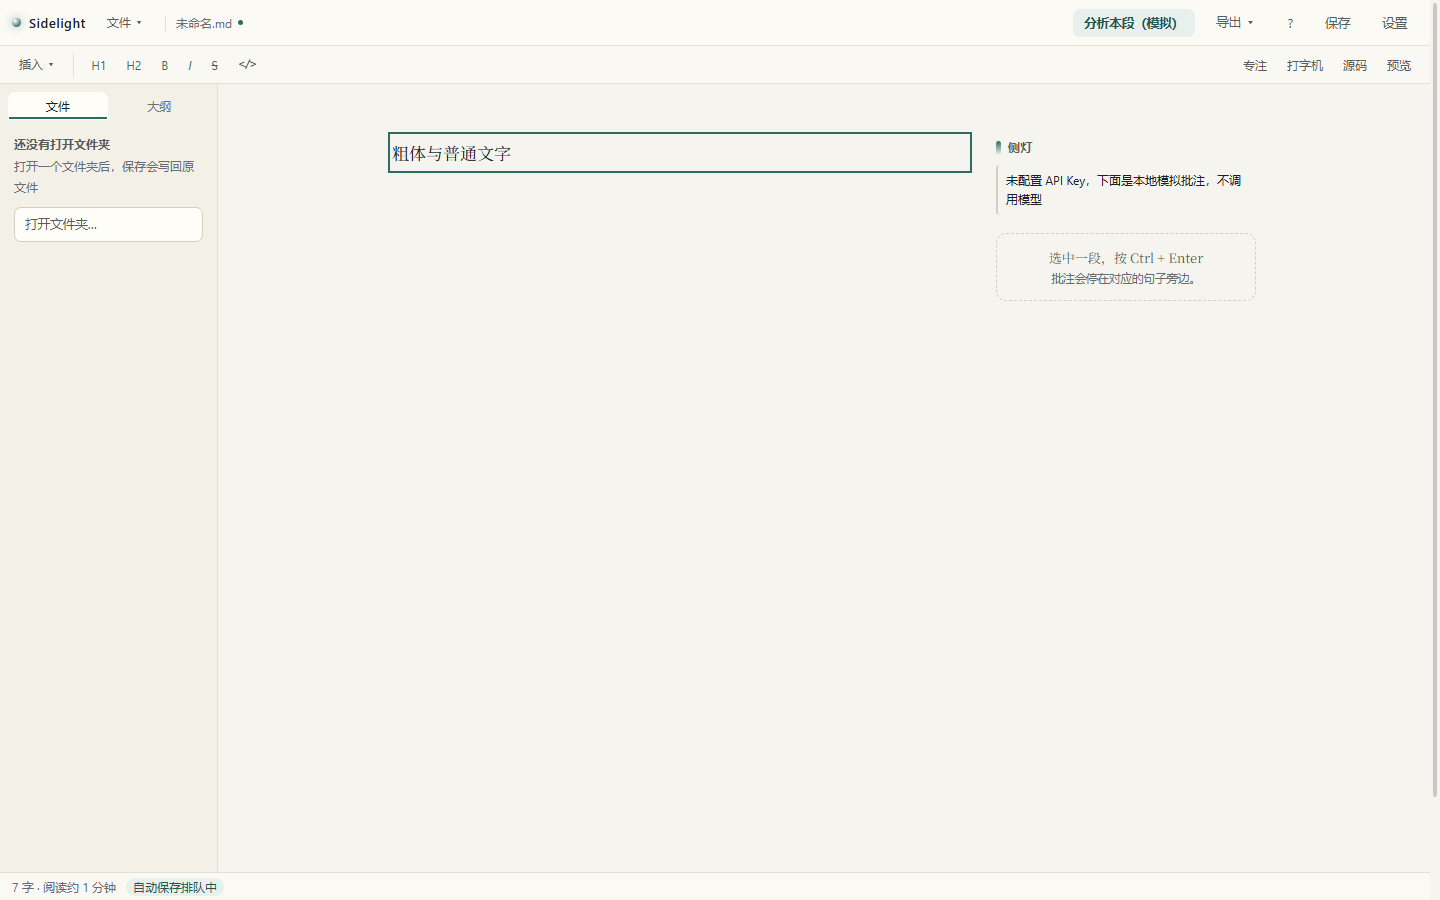 Sidelight 文件 未命名.md 分析本段（模拟） 导出 ? 保存 设置
插入 H1 H2 B I S </> 专注 打字机 源码 预览
文件 大纲
还没有打开文件夹
打开一个文件夹后，保存会写回原
文件
打开文件夹...
粗体与普通文字
侧灯
未配置 API Key，下面是本地模拟批注，不调
用模型
选中一段，按 Ctrl + Enter
批注会停在对应的句子旁边。
7 字 · 阅读约 1 分钟 自动保存排队中